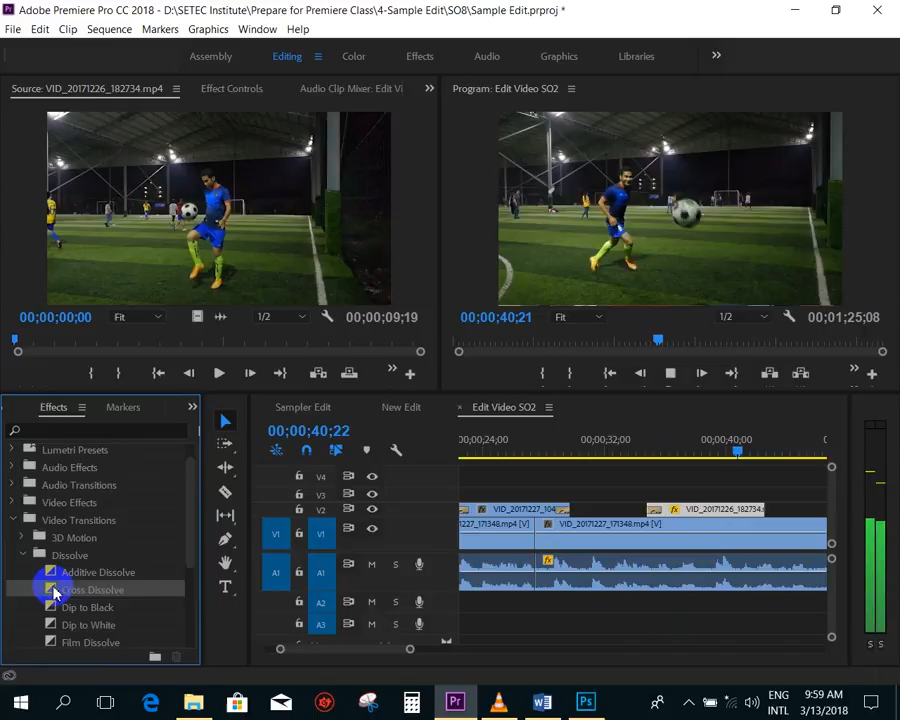 Adobe Premiere Pro CC 2018 - D:\SETEC Institute\Prepare for Premiere Class\4-Sample Edit\SO8\Sample Edit.prproj *
File Edit Clip Sequence Markers Graphics Window Help
Assembly Editing Color Effects Audio Graphics Libraries
Source: VID_20171226_182734.mp4 Effect Controls Audio Clip Mixer: Edit Vi Program: Edit Video SO2
00;00;00;00 Fit 1/2 00;00;09;19 00;00;40;21 Fit 1/2 00;01;25;08
Effects Markers Sampler Edit New Edit Edit Video SO2
00;00;40;22
;00;24;00 00;00;32;00 00;00;40;00 0
Lumetri Presets
Audio Effects
Audio Transitions
Video Effects
Video Transitions
3D Motion
Dissolve
Additive Dissolve
Cross Dissolve
Dip to Black
Dip to White
Film Dissolve
V4
V3
V2 VID_20171227_104 VID_20171226_182734.
V1 V1 1227_171348.mp4 [V] VID_20171227_171348.mp4 [V]
A1 A1 M S
A2 M S
A3 M S
S S
ENG
INTL
9:59 AM
3/13/2018